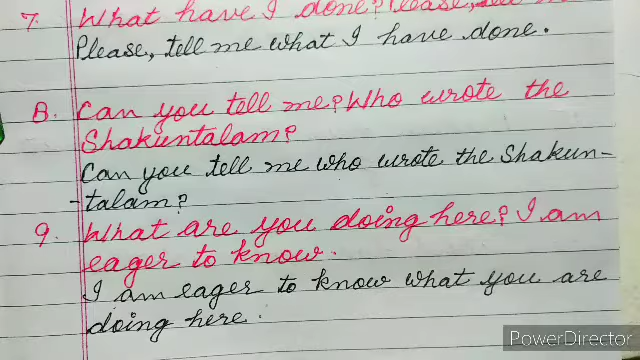 7. What have I done? Please, tell me
Please, tell me what I have done.
8. Can you tell me? Who wrote the
Shakuntalam?
Can you tell me who wrote the Shakun-
-talam?
9. What are you doing here? I am
eager to know.
I am eager to know what you are
doing here.
PowerDirector